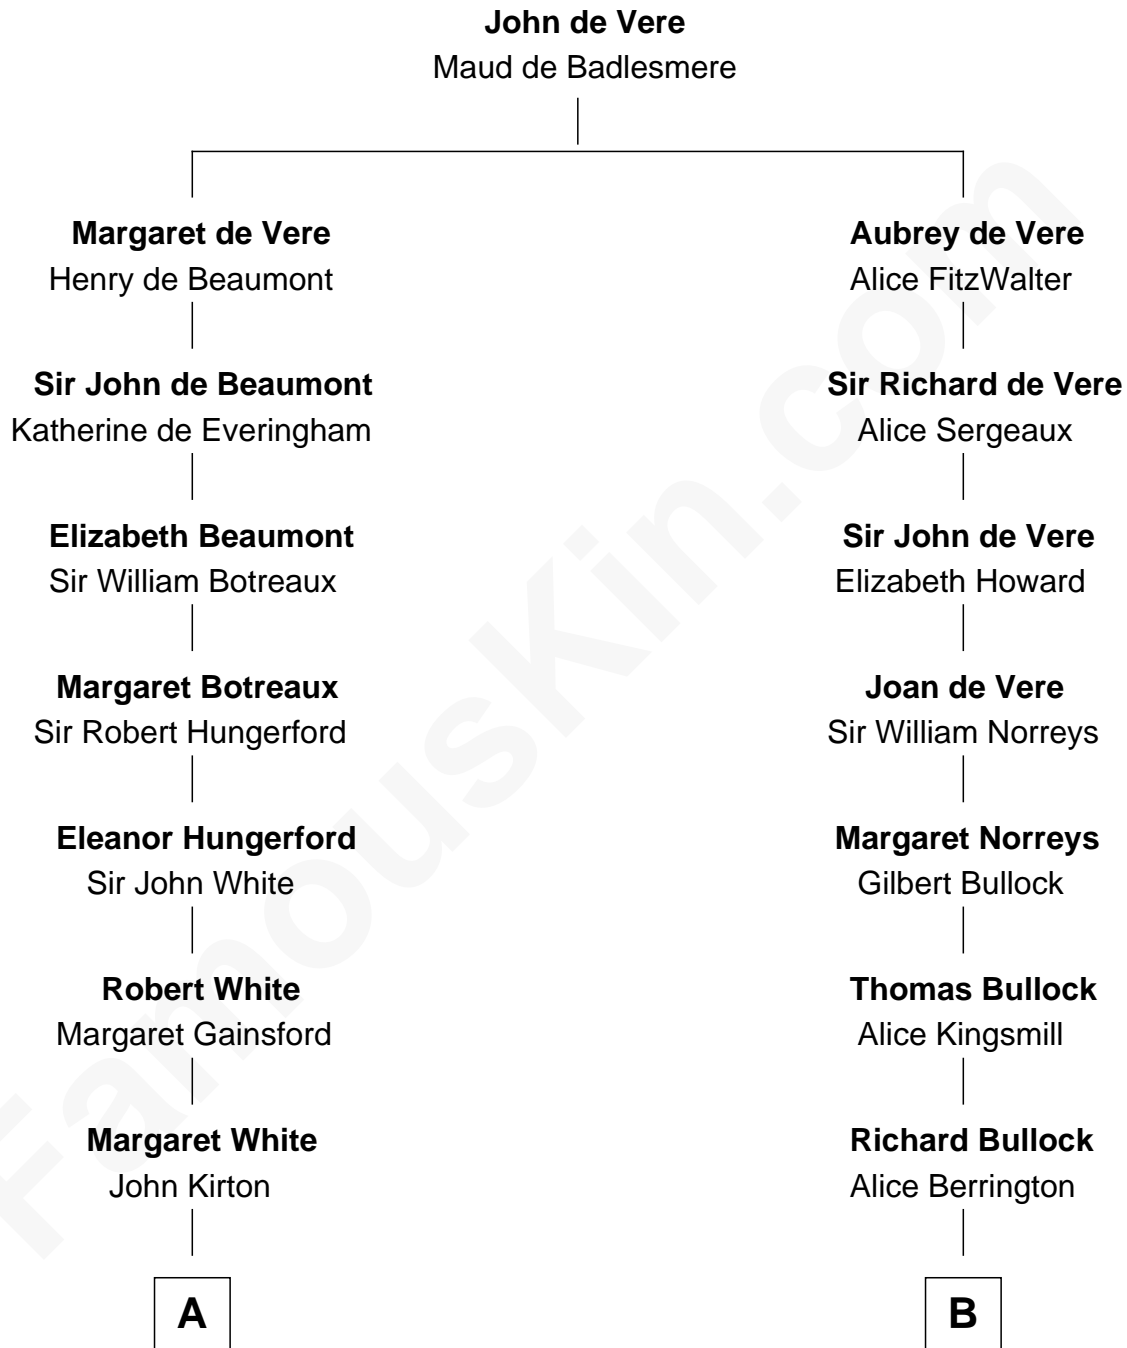 John de Vere
Maud de Badlesmere
Margaret de Vere
Henry de Beaumont
Aubrey de Vere
Alice FitzWalter
Sir John de Beaumont
Katherine de Everingham
Sir Richard de Vere
Alice Sergeaux
Elizabeth Beaumont
Sir William Botreaux
Sir John de Vere
Elizabeth Howard
Margaret Botreaux
Sir Robert Hungerford
Joan de Vere
Sir William Norreys
Eleanor Hungerford
Sir John White
Margaret Norreys
Gilbert Bullock
Robert White
Margaret Gainsford
Thomas Bullock
Alice Kingsmill
Margaret White
John Kirton
Richard Bullock
Alice Berrington
A
B
FamousKin.com